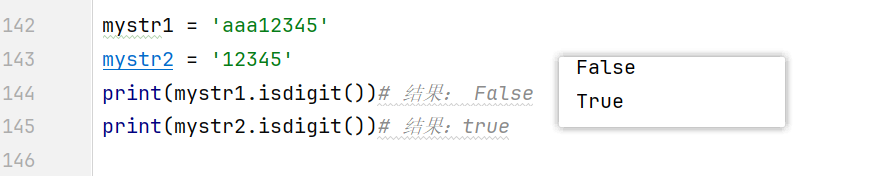 142 mystr1 = 'aaa12345'
143 mystr2 = '12345'
144 print(mystr1.isdigit())# 结果： False
145 print(mystr2.isdigit())# 结果：true
146
False
True